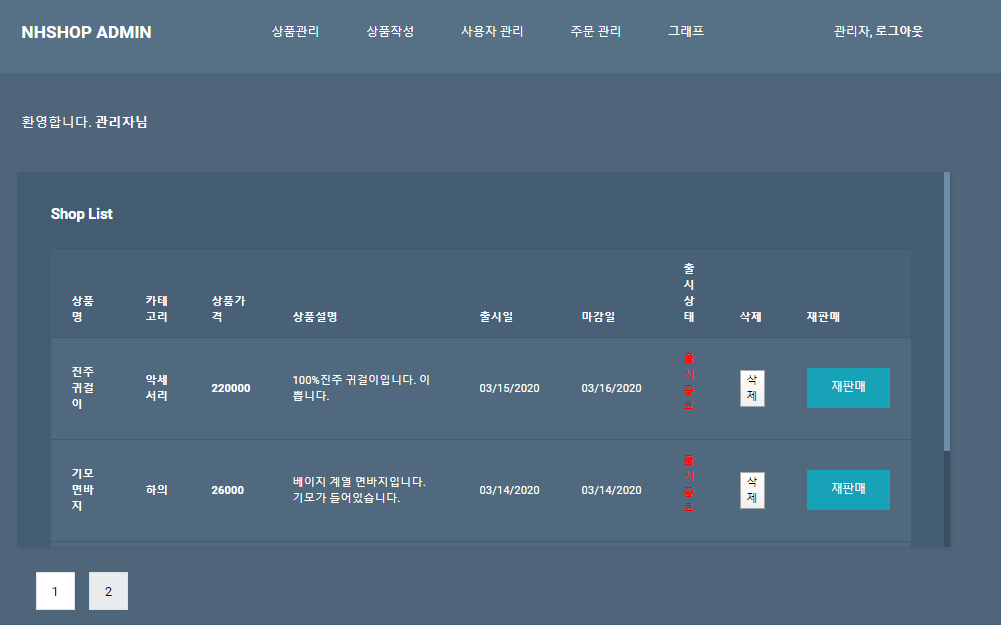 NHSHOP ADMIN 상품관리 상품작성 사용자 관리 주문 관리 그래프 관리자, 로그아웃
환영합니다. 관리자님
Shop List
상품
명
카테
고리
상품가
격
상품설명
출시일
마감일
출
시
상
태
삭제
재판매
진주
귀걸
이
악세
서리
220000
100%진주 귀걸이입니다. 이
쁩니다.
03/15/2020
03/16/2020
출
시
종
료
삭
제
재판매
기모
면바
지
하의
26000
베이지 계열 면바지입니다.
기모가 들어있습니다.
03/14/2020
03/14/2020
출
시
종
료
삭
제
재판매
1 2